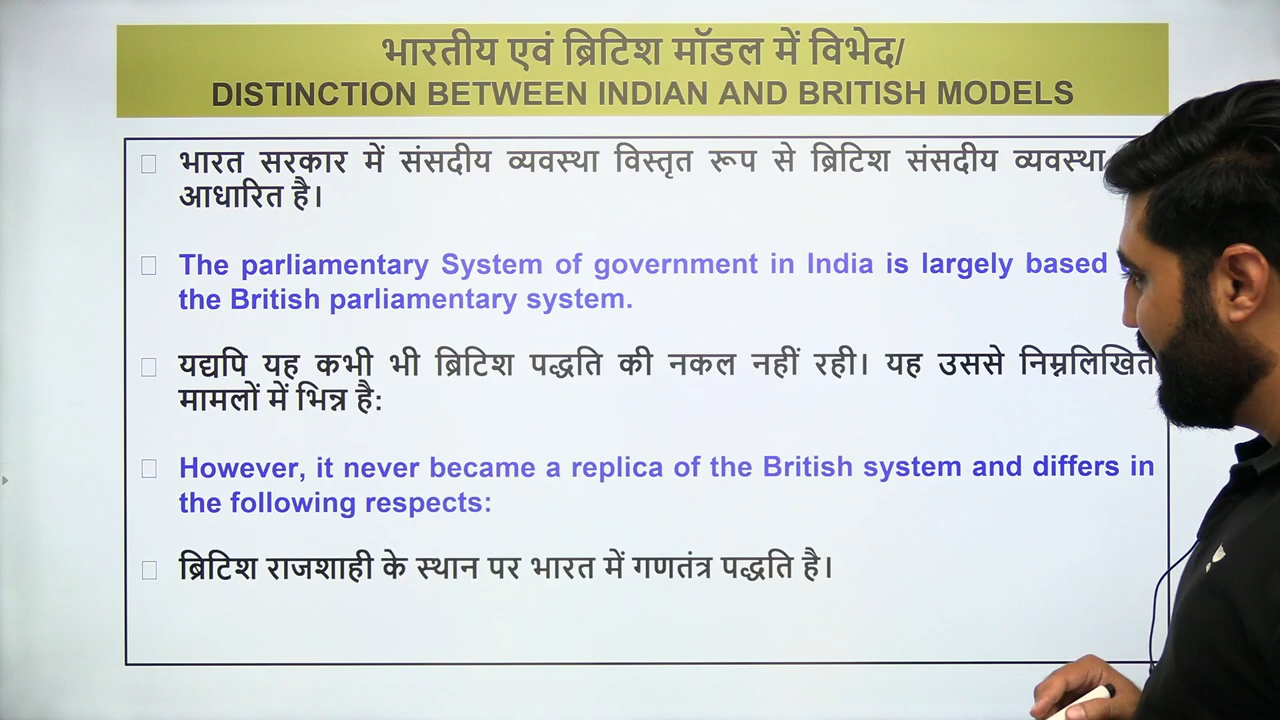 भारतीय एवं ब्रिटिश मॉडल में विभेद/
DISTINCTION BETWEEN INDIAN AND BRITISH MODELS
भारत सरकार में संसदीय व्यवस्था विस्तृत रूप से ब्रिटिश संसदीय व्यवस्था
आधारित है।
The parliamentary System of government in India is largely based
the British parliamentary system.
यद्यपि यह कभी भी ब्रिटिश पद्धति की नकल नहीं रही। यह उससे निम्नलिखित
मामलों में भिन्न है:
However, it never became a replica of the British system and differs in
the following respects:
ब्रिटिश राजशाही के स्थान पर भारत में गणतंत्र पद्धति है।